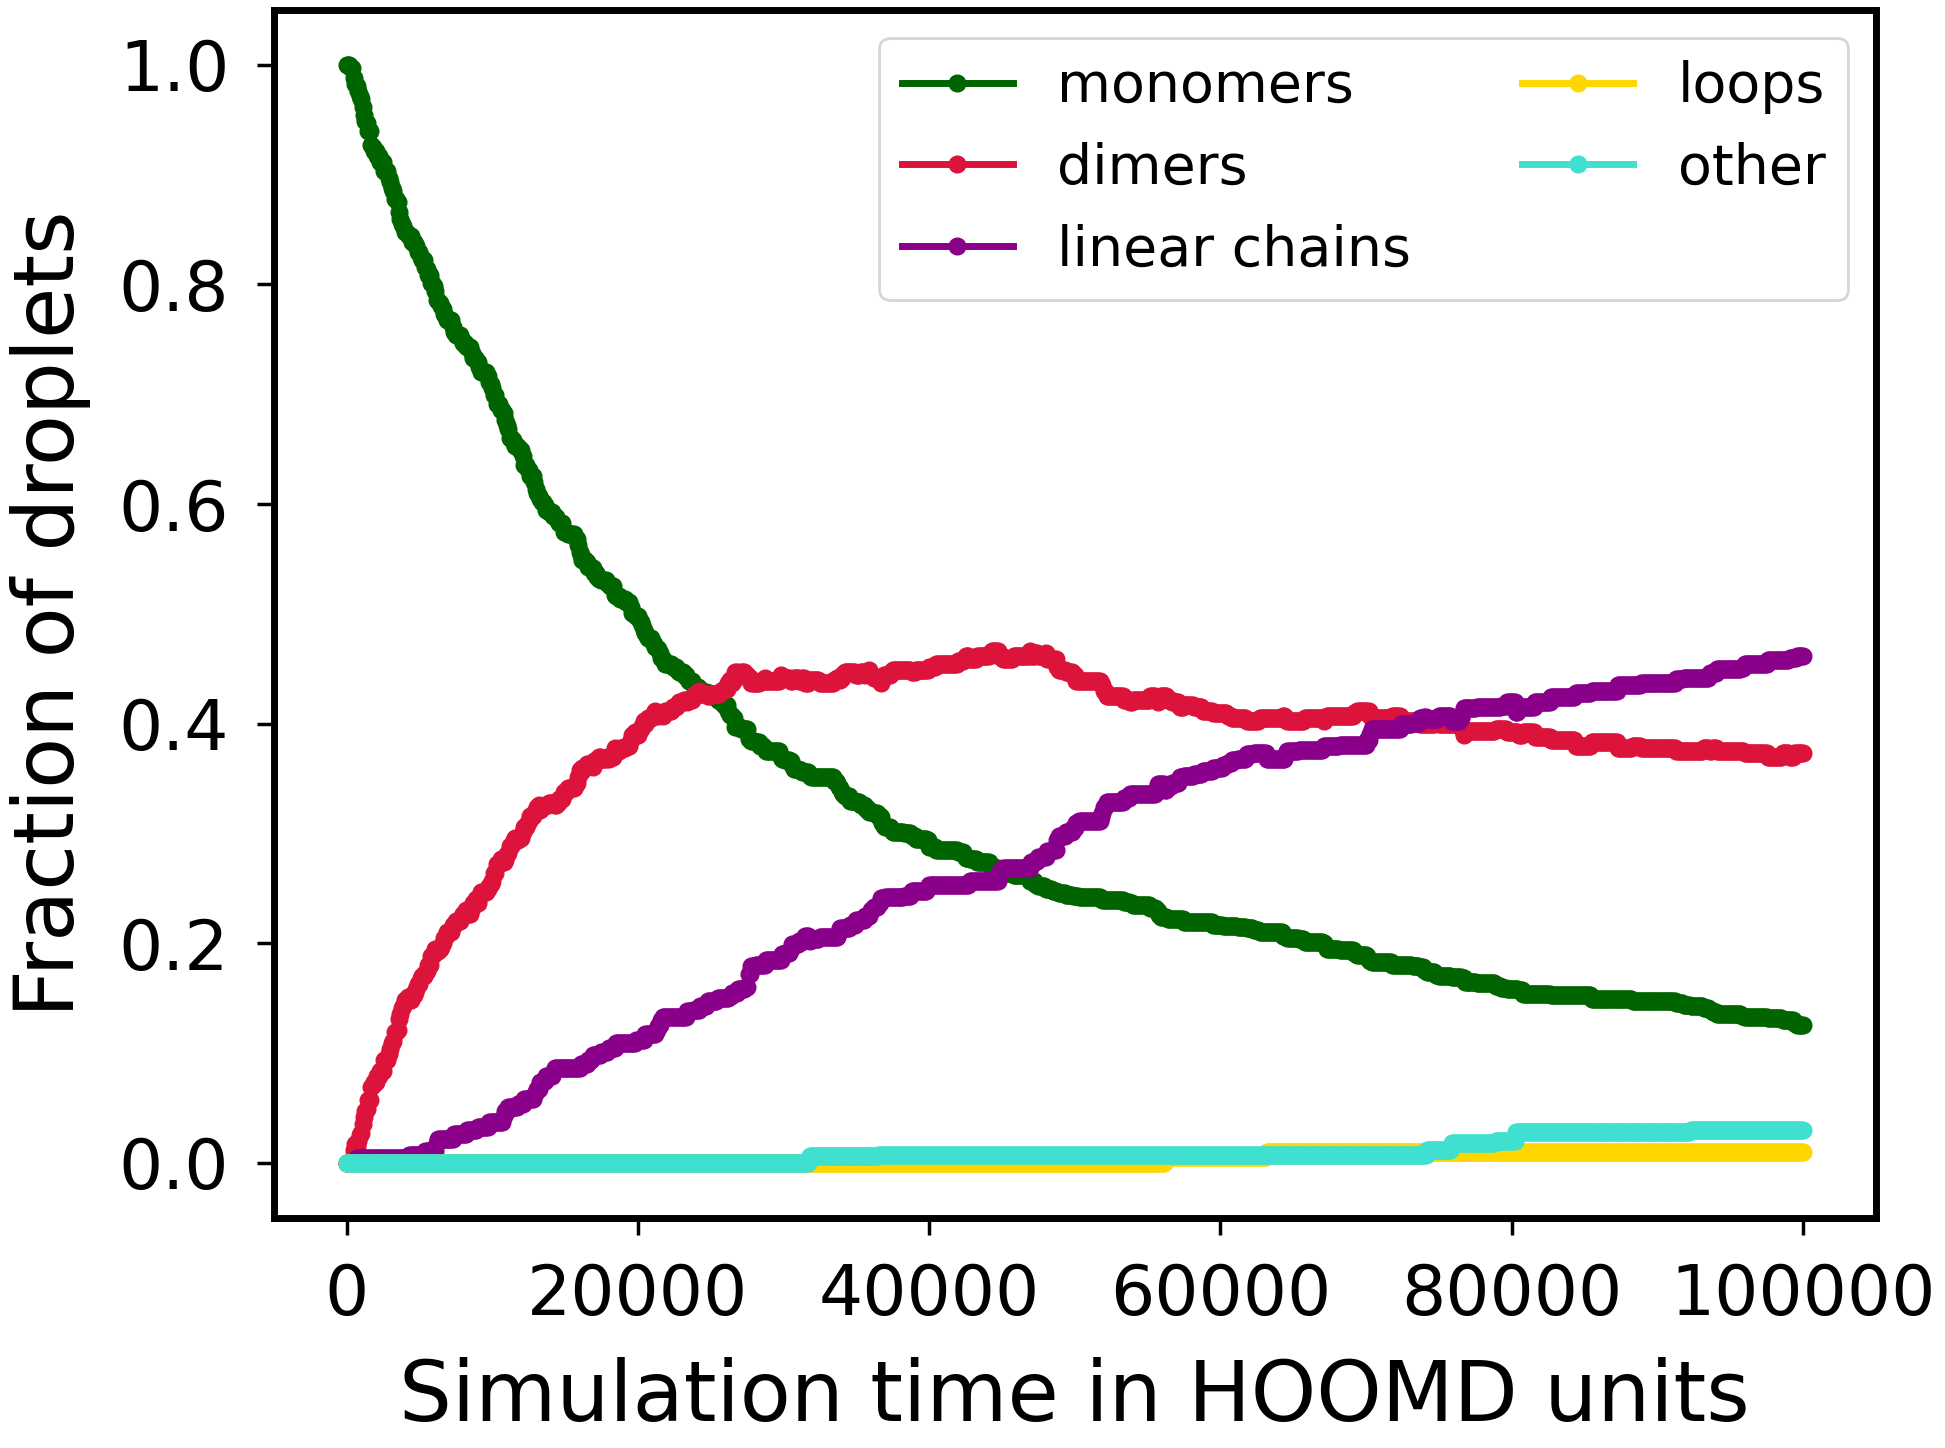 Fraction of droplets
1.0
0.8
0.6
0.4
0.2
0.0
monomers
dimers
linear chains
loops
other
0 20000 40000 60000 80000 100000
Simulation time in HOOMD units